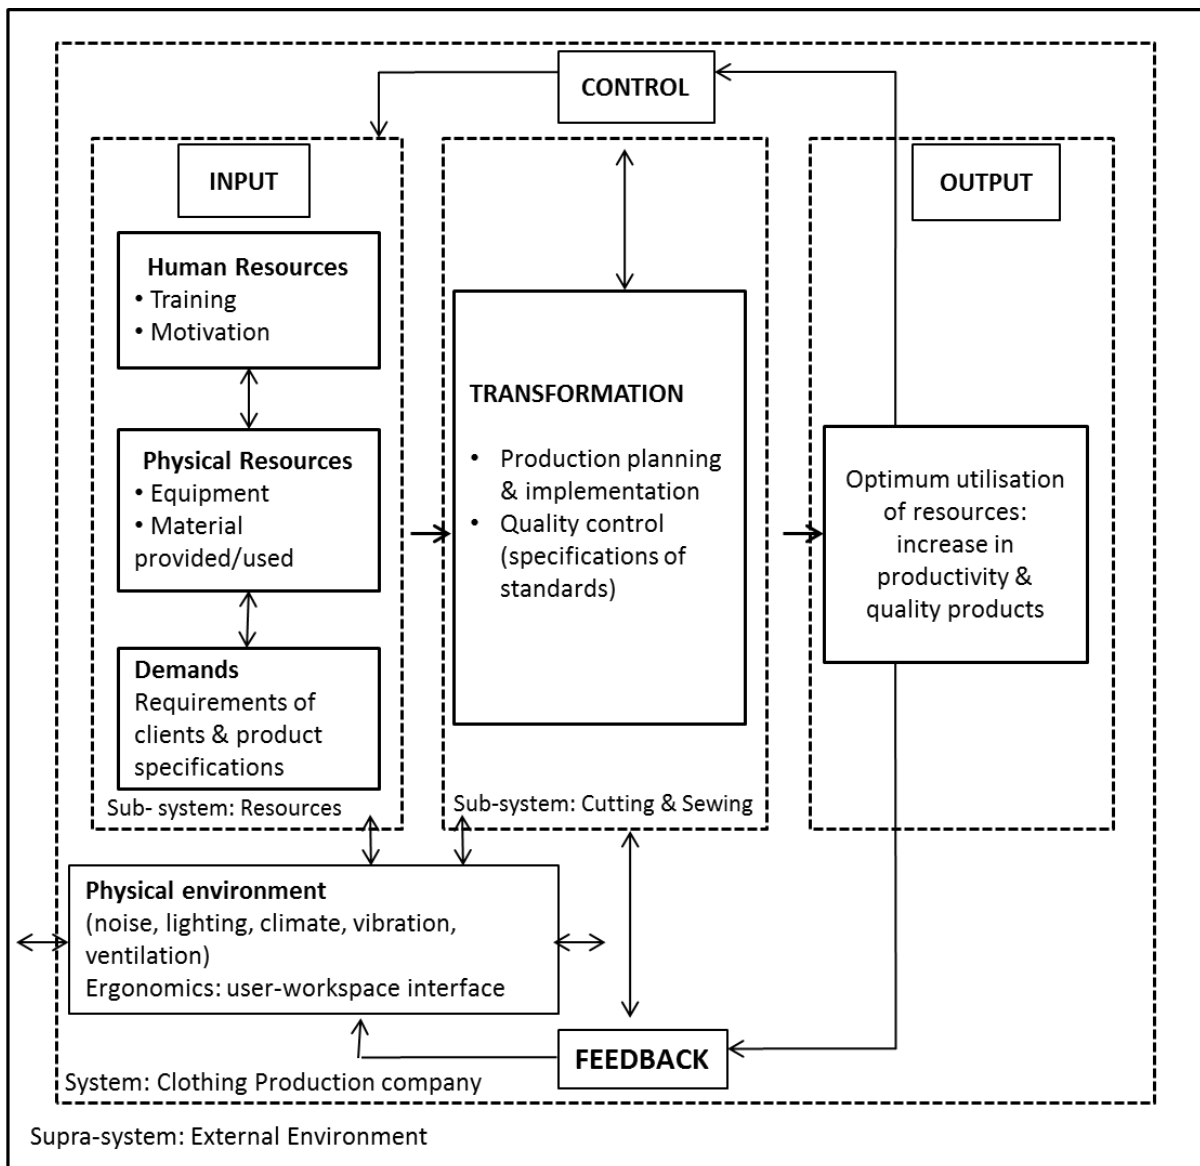 CONTROL
INPUT
Human Resources
• Training
• Motivation
Physical Resources
• Equipment
• Material
provided/used
Demands
Requirements of
clients & product
specifications
Sub- system: Resources
TRANSFORMATION
• Production planning
& implementation
• Quality control
(specifications of
standards)
Sub-system: Cutting & Sewing
OUTPUT
Optimum utilisation
of resources:
increase in
productivity &
quality products
Physical environment
(noise, lighting, climate, vibration,
ventilation)
Ergonomics: user-workspace interface
FEEDBACK
System: Clothing Production company
Supra-system: External Environment